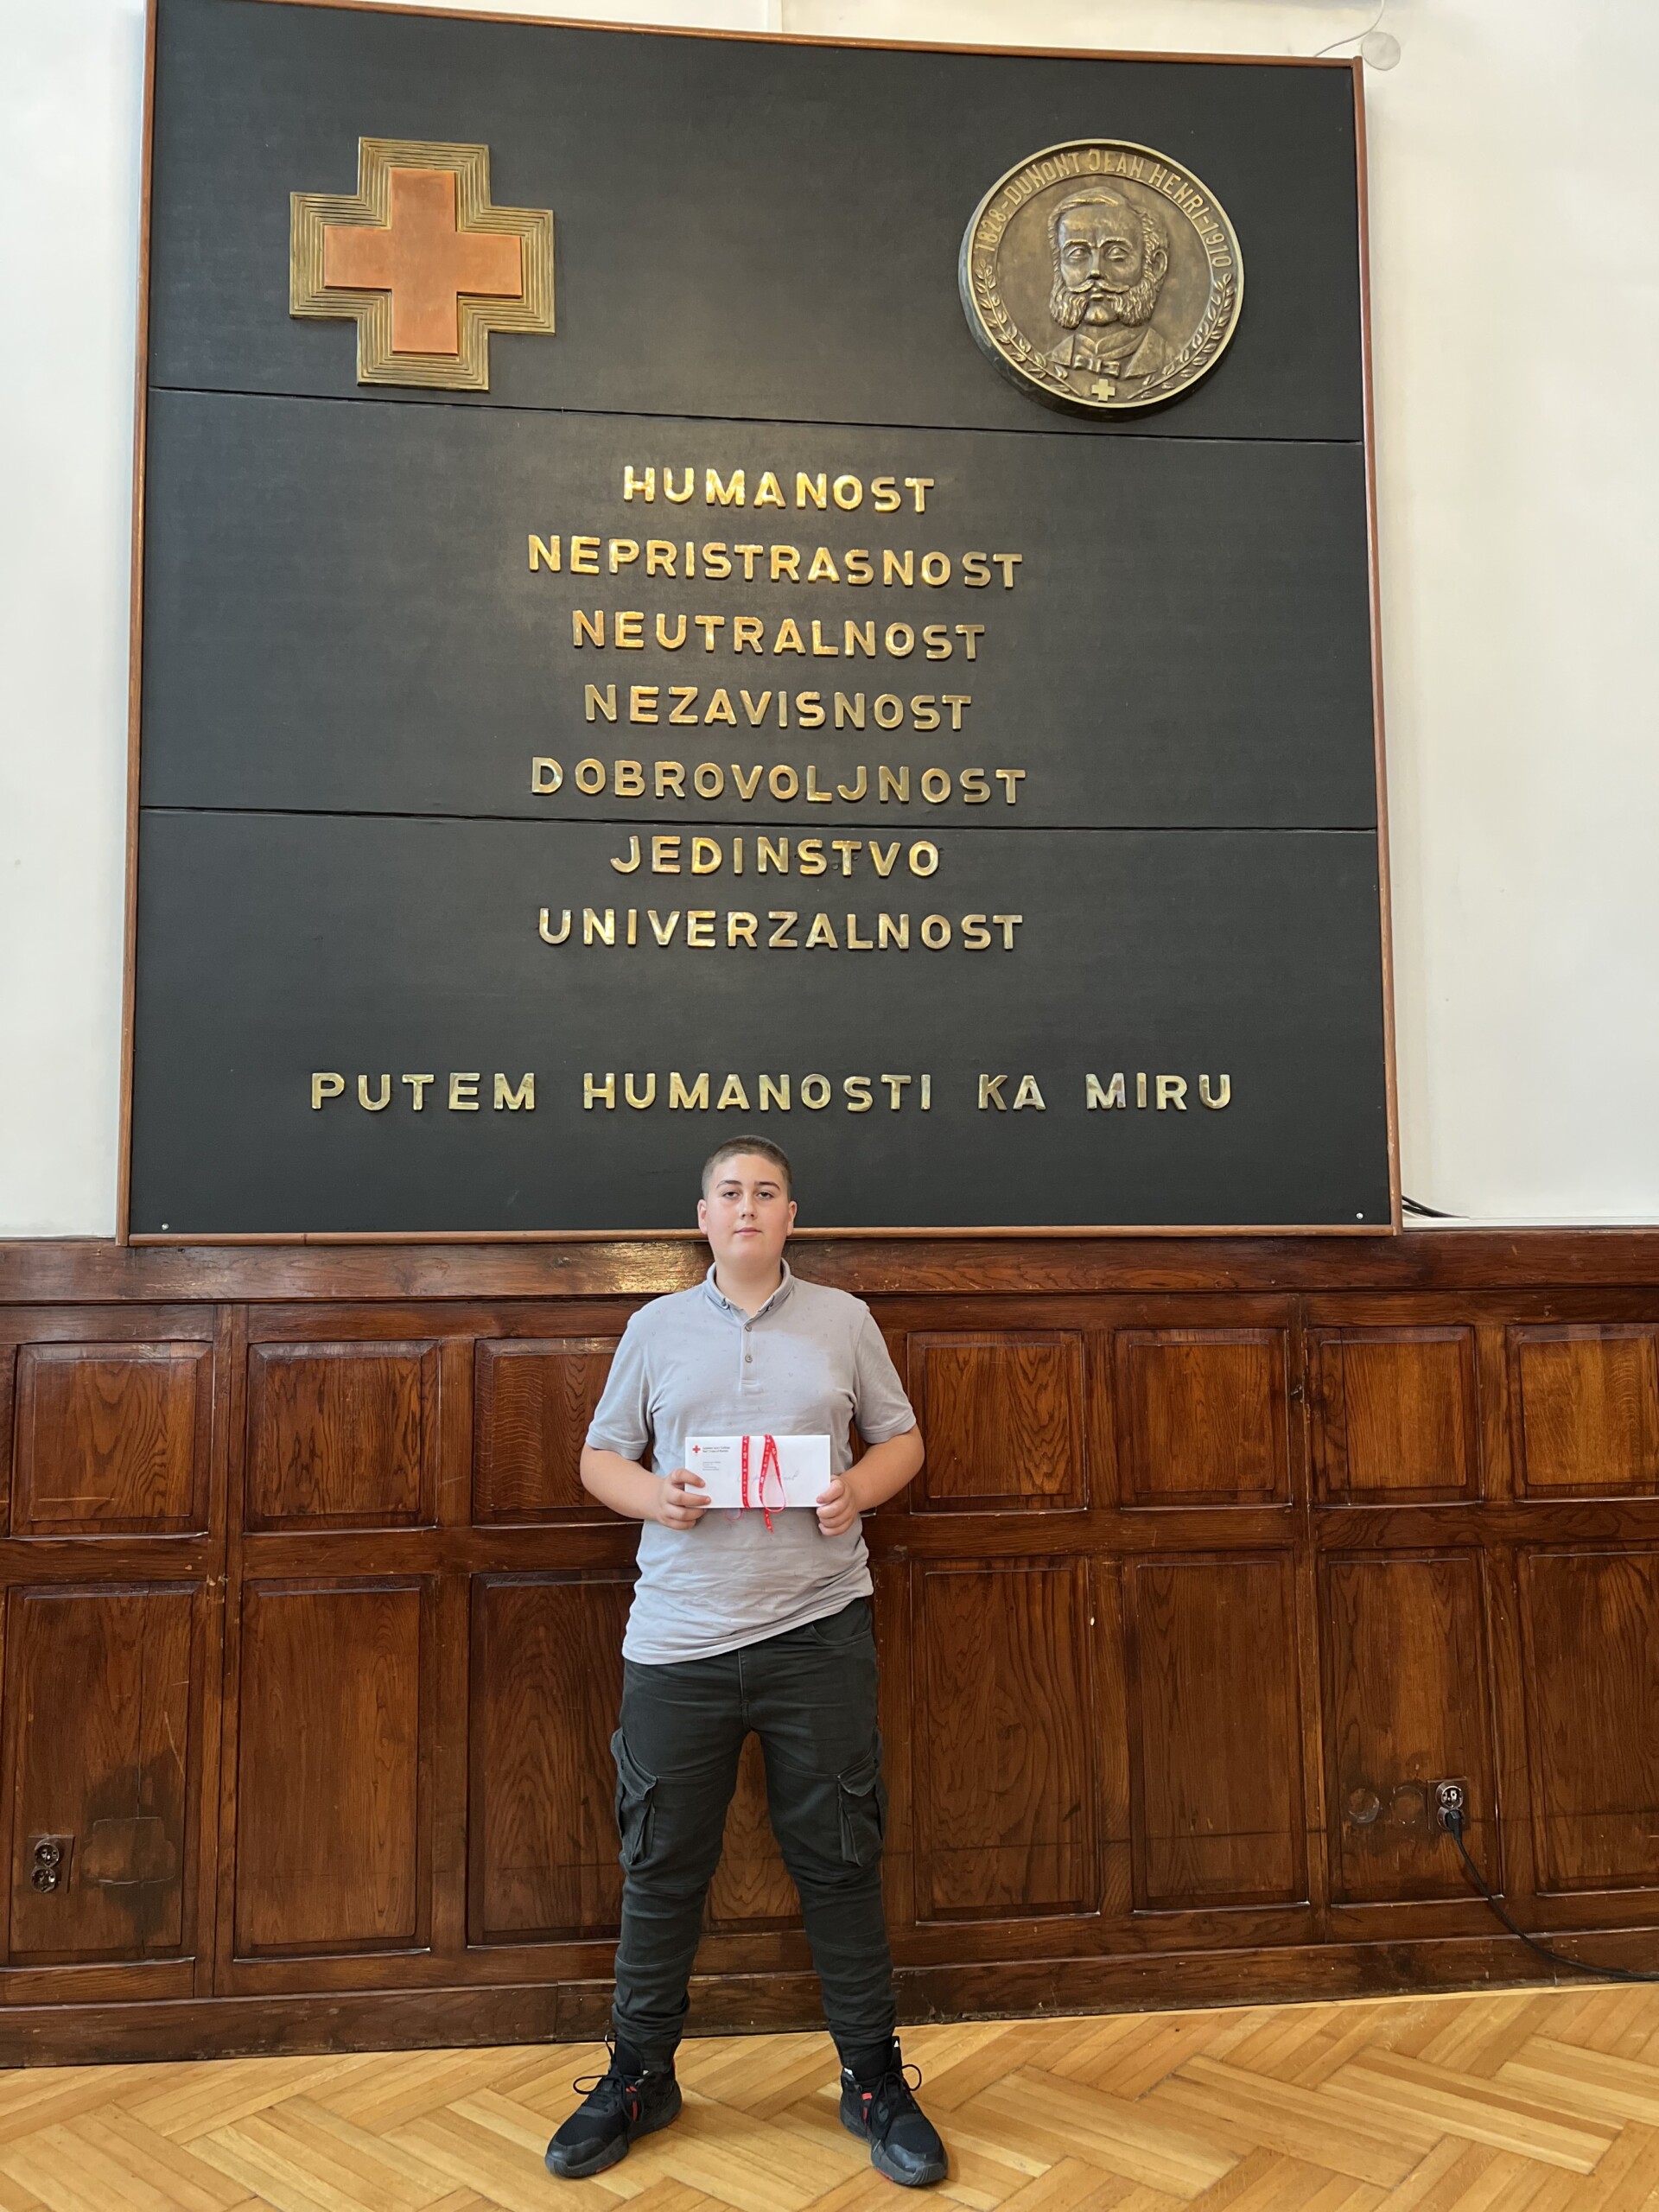 1828-DUNONT JEAN HENRI-1910
HUMANOST
NEPRISTRASNOST
NEUTRALNOST
NEZAVISNOST
DOBROVOLJNOST
JEDINSTVO
UNIVERZALNOST
PUTEM HUMANOSTI KA MIRU